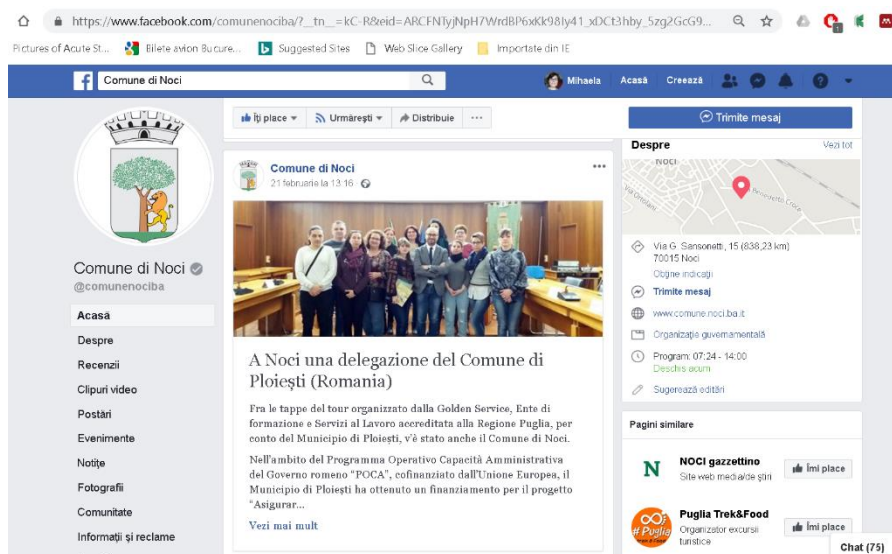 https://www.facebook.com/comunenociba/?_tn_=kC-R&eid=ARCFNTyjNpH7WrdBP6xKk98Iy41_xDCt3hby_5zg2GcG9...
Pictures of Acute St... Bilete avion Bucure... Suggested Sites Web Slice Gallery Importate din IE
Comune di Noci Mihaela Acasă Creează
Îți place Urmărești Distribuie ... Trimite mesaj
Despre Vezi tot
NOCI
Benedetto Croce
Comune di Noci
21 februarie la 13:16
Via G. Sansonetti, 15 (838,23 km)
70015 Noci
Obține indicații
Trimite mesaj
www.comune.noci.ba.it
Organizație guvernamentală
Program: 07:24 - 14:00
Deschis acum
Sugerează editări
Comune di Noci
@comunenociba
Acasă
Despre
Recenzii
Clipuri video
Postări
Evenimente
Notițe
Fotografii
Comunitate
Informații și reclame
A Noci una delegazione del Comune di
Ploiești (Romania)
Fra le tappe del tour organizzato dalla Golden Service, Ente di
formazione e Servizi al Lavoro accreditata alla Regione Puglia, per
conto del Municipio di Ploiești, v'è stato anche il Comune di Noci.
Nell'ambito del Programma Operativo Capacità Amministrativa
del Governo romeno "POCA", cofinanziato dall'Unione Europea, il
Municipio di Ploiești ha ottenuto un finanziamento per il progetto
"Asigurar...
Vezi mai mult
Pagini similare
N NOCI gazzettino
Site web media/de știri
Îmi place
# Puglia
Puglia Trek&Food
Organizator excursii
turistice
Îmi place
Chat (75)